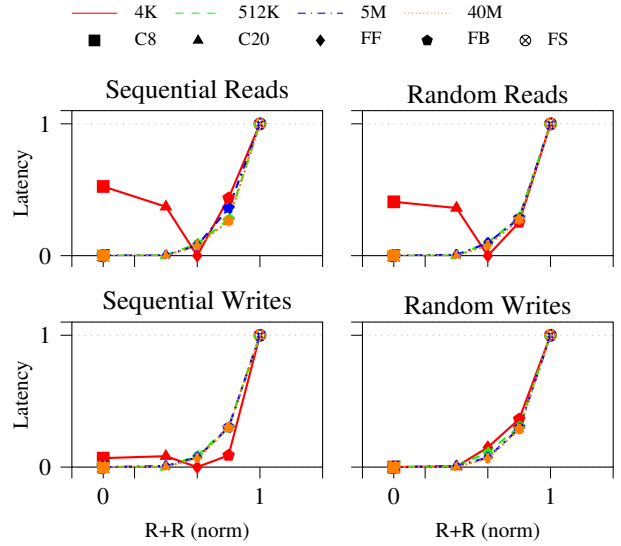 4K 512K 5M 40M
C8 C20 FF FB FS
Sequential Reads Random Reads
Latency
1
0
Sequential Writes Random Writes
Latency
1
0
0 1 0 1
R+R (norm) R+R (norm)